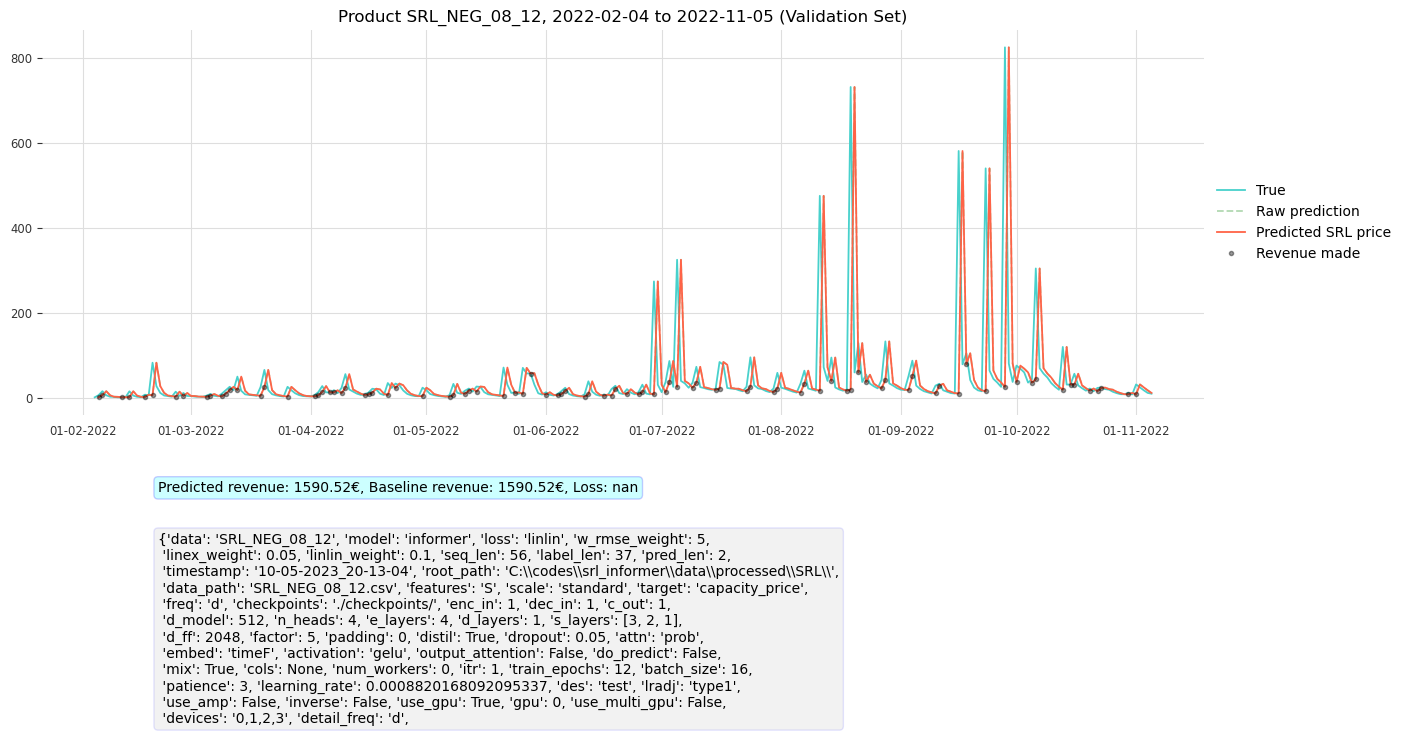 Product SRL_NEG_08_12, 2022-02-04 to 2022-11-05 (Validation Set)
800
600
400
200
0
01-02-2022 01-03-2022 01-04-2022 01-05-2022 01-06-2022 01-07-2022 01-08-2022 01-09-2022 01-10-2022 01-11-2022
True
Raw prediction
Predicted SRL price
Revenue made
Predicted revenue: 1590.52€, Baseline revenue: 1590.52€, Loss: nan
{'data': 'SRL_NEG_08_12', 'model': 'informer', 'loss': 'linlin', 'w_rmse_weight': 5,
'linex_weight': 0.05, 'linlin_weight': 0.1, 'seq_len': 56, 'label_len': 37, 'pred_len': 2,
'timestamp': '10-05-2023_20-13-04', 'root_path': 'C:\\codes\\srl_informer\\data\\processed\\SRL\\',
'data_path': 'SRL_NEG_08_12.csv', 'features': 'S', 'scale': 'standard', 'target': 'capacity_price',
'freq': 'd', 'checkpoints': './checkpoints/', 'enc_in': 1, 'dec_in': 1, 'c_out': 1,
'd_model': 512, 'n_heads': 4, 'e_layers': 4, 'd_layers': 1, 's_layers': [3, 2, 1],
'd_ff': 2048, 'factor': 5, 'padding': 0, 'distil': True, 'dropout': 0.05, 'attn': 'prob',
'embed': 'timeF', 'activation': 'gelu', 'output_attention': False, 'do_predict': False,
'mix': True, 'cols': None, 'num_workers': 0, 'itr': 1, 'train_epochs': 12, 'batch_size': 16,
'patience': 3, 'learning_rate': 0.0008820168092095337, 'des': 'test', 'lradj': 'type1',
'use_amp': False, 'inverse': False, 'use_gpu': True, 'gpu': 0, 'use_multi_gpu': False,
'devices': '0,1,2,3', 'detail_freq': 'd',